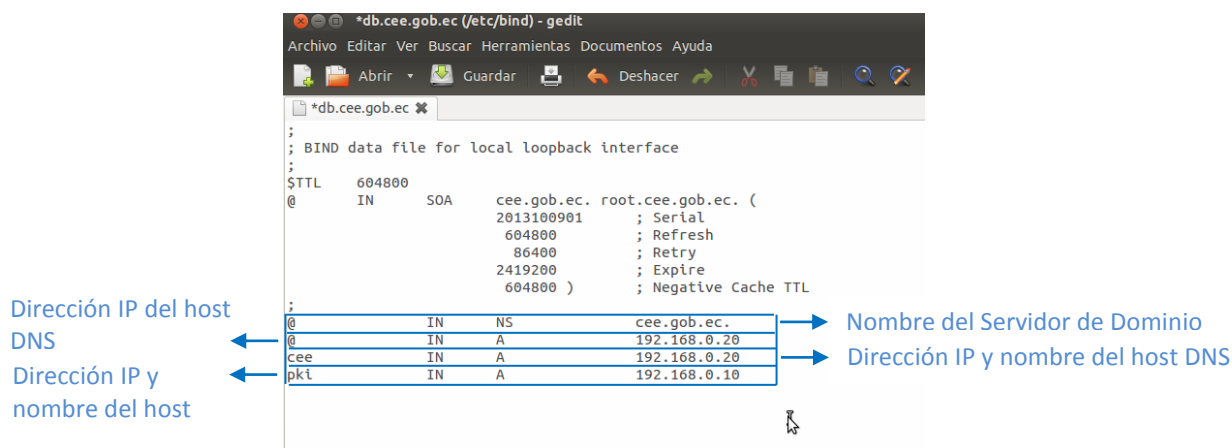 *db.cee.gob.ec (/etc/bind) - gedit
Archivo Editar Ver Buscar Herramientas Documentos Ayuda
Abrir Guardar Deshacer
*db.cee.gob.ec
;
; BIND data file for local loopback interface
;
$TTL 604800
@ IN SOA cee.gob.ec. root.cee.gob.ec. (
2013100901 ; Serial
604800 ; Refresh
86400 ; Retry
2419200 ; Expire
604800 ) ; Negative Cache TTL
;
@ IN NS cee.gob.ec.
@ IN A 192.168.0.20
cee IN A 192.168.0.20
pki IN A 192.168.0.10
Dirección IP del host
DNS
Dirección IP y
nombre del host
Nombre del Servidor de Dominio
Dirección IP y nombre del host DNS